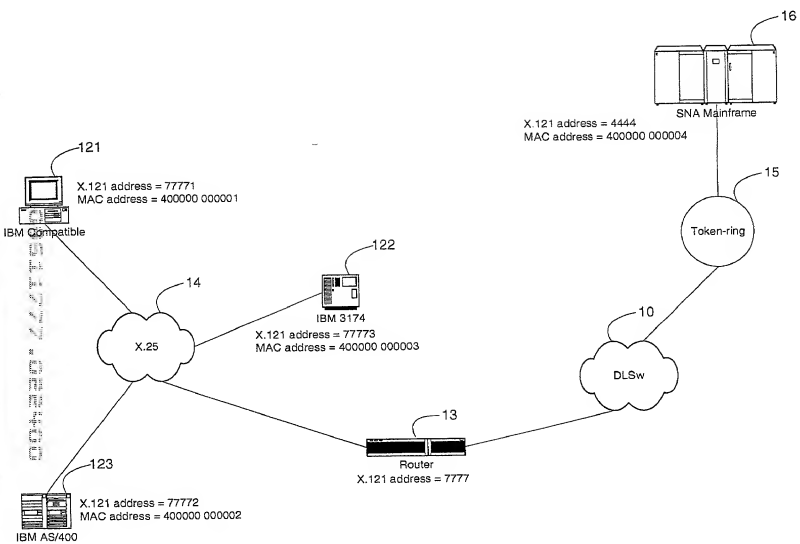 16
SNA Mainframe
X.121 address = 4444
MAC address = 400000 000004
121
X.121 address = 77771
MAC address = 400000 000001
IBM Compatible
15
Token-ring
14
122
X.25
IBM 3174
X.121 address = 77773
MAC address = 400000 000003
10
DLSw
13
Router
X.121 address = 7777
123
X.121 address = 77772
MAC address = 400000 000002
IBM AS/400